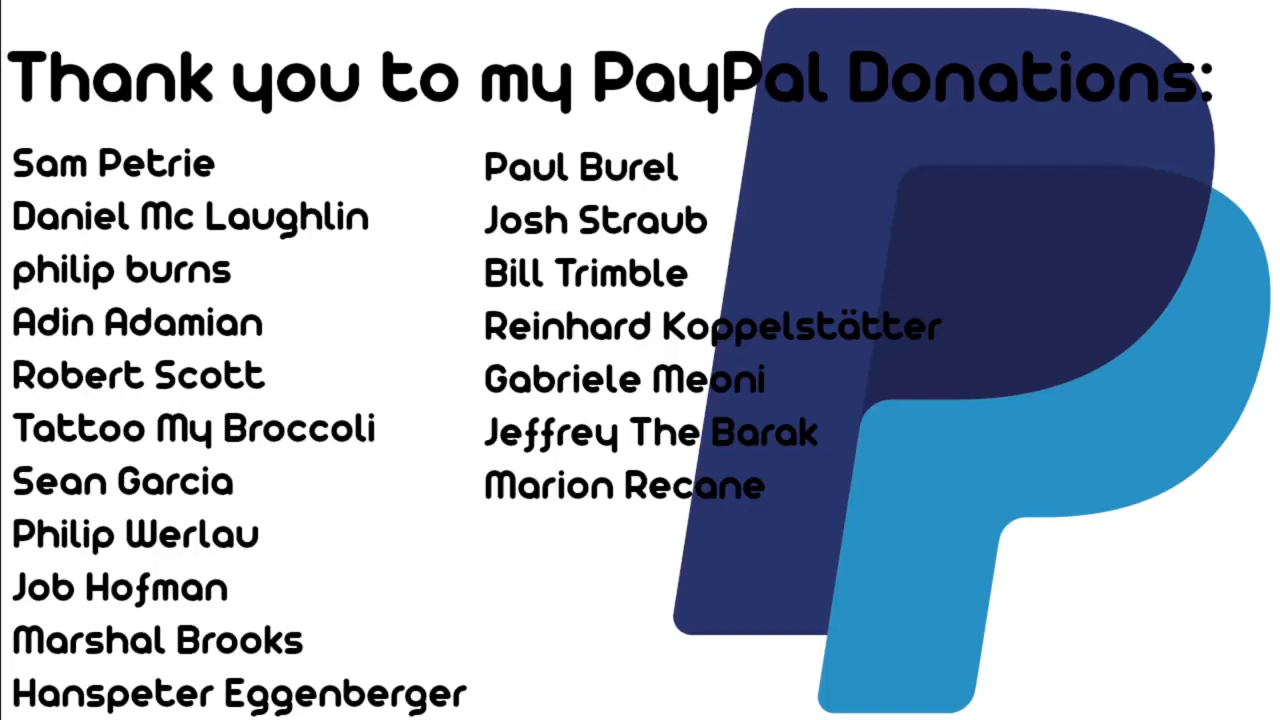 Thank you to my PayPal Donations:
Sam Petrie
Daniel Mc Laughlin
philip burns
Adin Adamian
Robert Scott
Tattoo My Broccoli
Sean Garcia
Philip Werlau
Job Hofman
Marshal Brooks
Hanspeter Eggenberger
Paul Burel
Josh Straub
Bill Trimble
Reinhard Koppelstätter
Gabriele Meoni
Jeffrey The Barak
Marion Recane